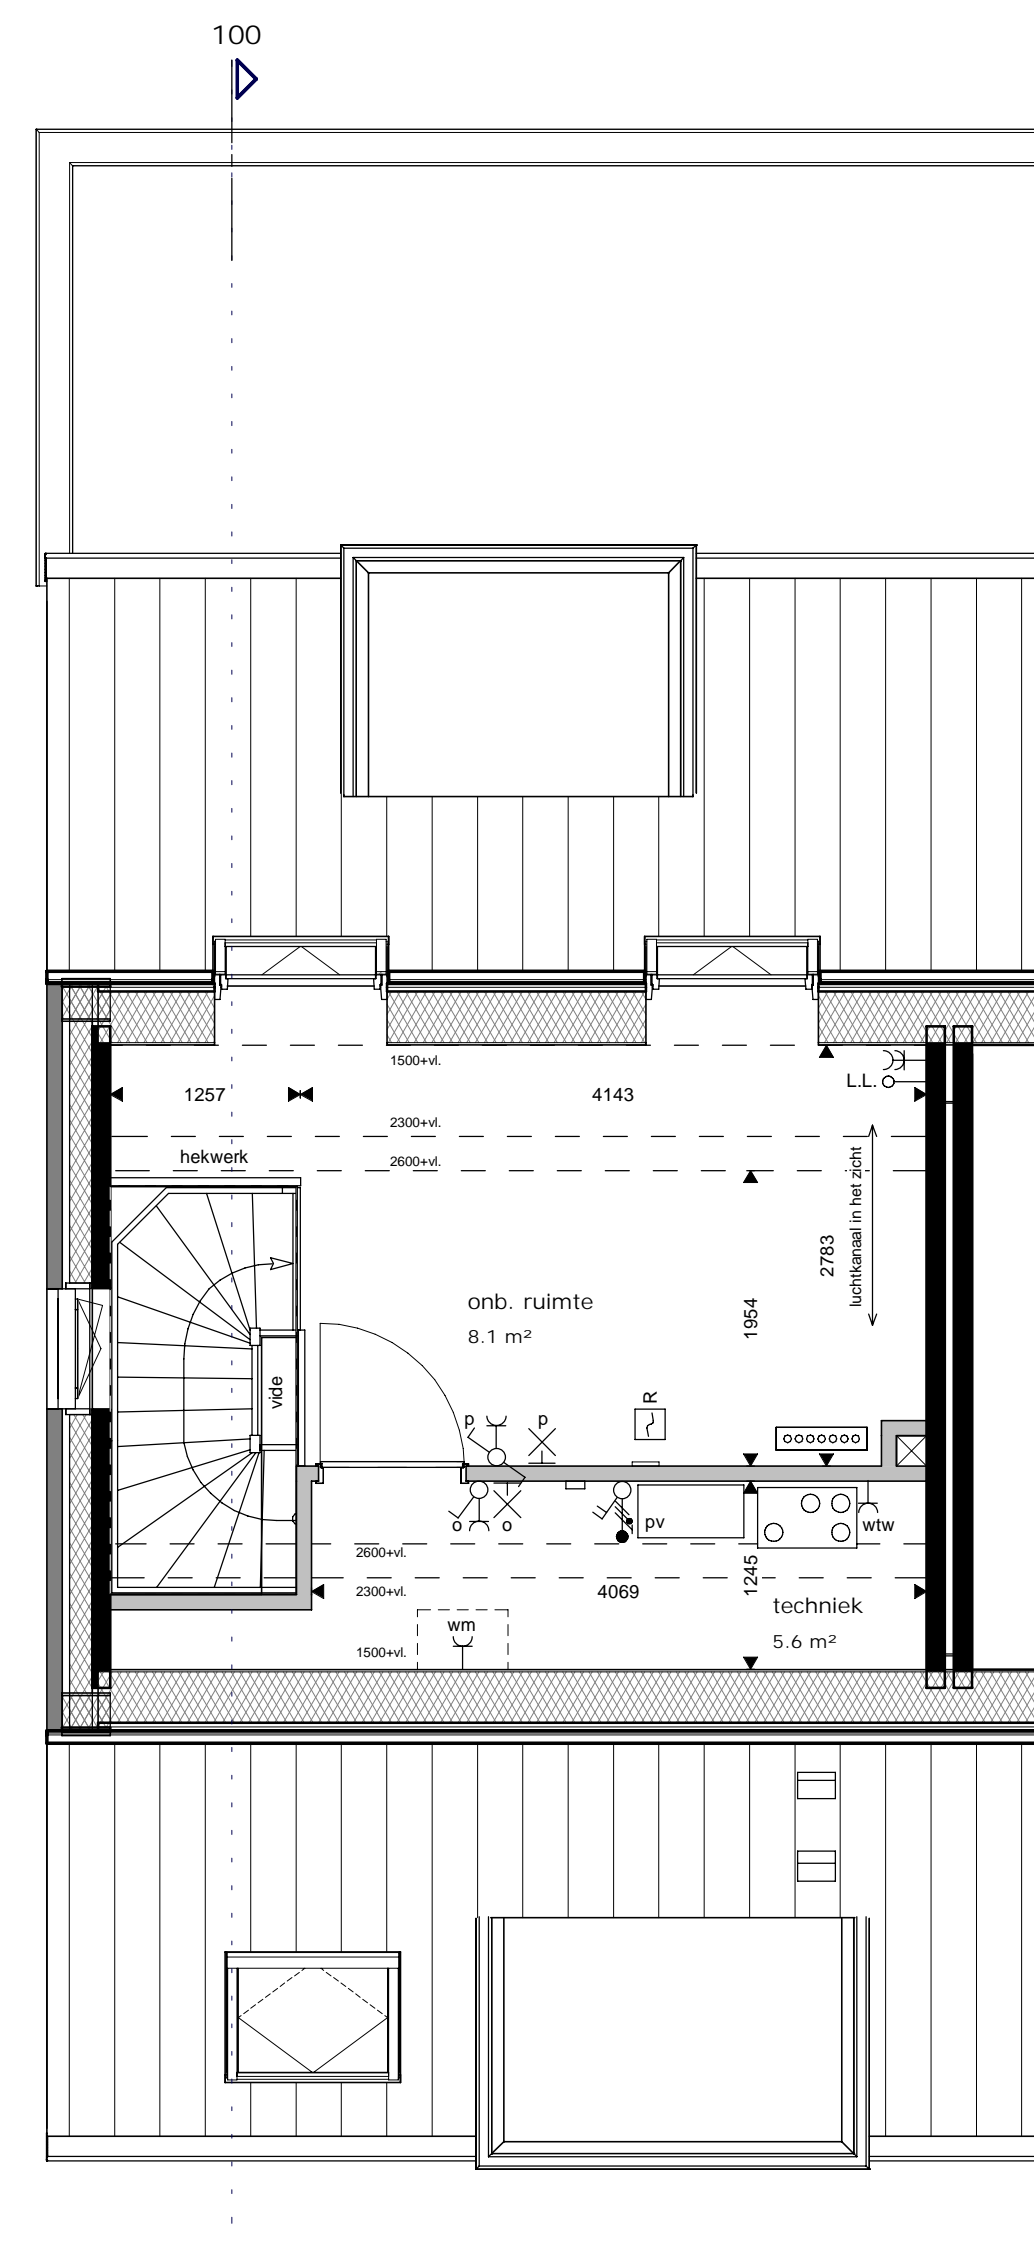 100
1500+vl.
L.L.
1257
4143
2300+vl.
hekwerk
2600+vl.
luchtkanaal in het zicht
2783
1954
onb. ruimte
8.1 m²
vide
R
p
p
o
o
pv
wtw
2600+vl.
1245
2300+vl.
4069
techniek
wm
5.6 m²
1500+vl.